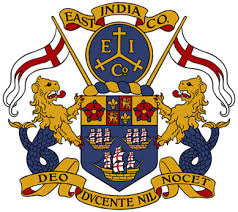 EAST INDIA CO.
E I
Co
DEO DVCENTE NIL NOCET